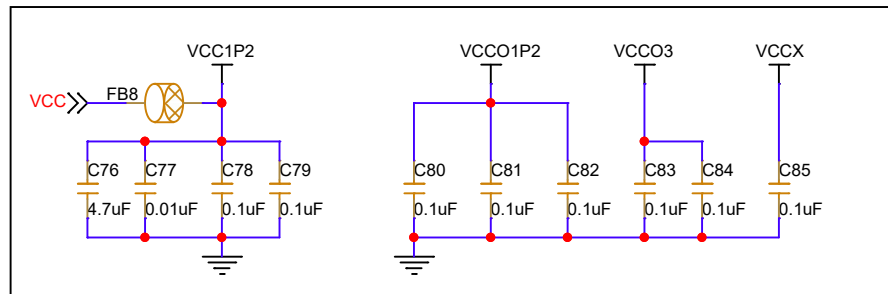 VCC1P2 VCCO1P2 VCCO3 VCCX
VCC FB8
C76 C77 C78 C79 C80 C81 C82 C83 C84 C85
4.7uF 0.01uF 0.1uF 0.1uF 0.1uF 0.1uF 0.1uF 0.1uF 0.1uF 0.1uF